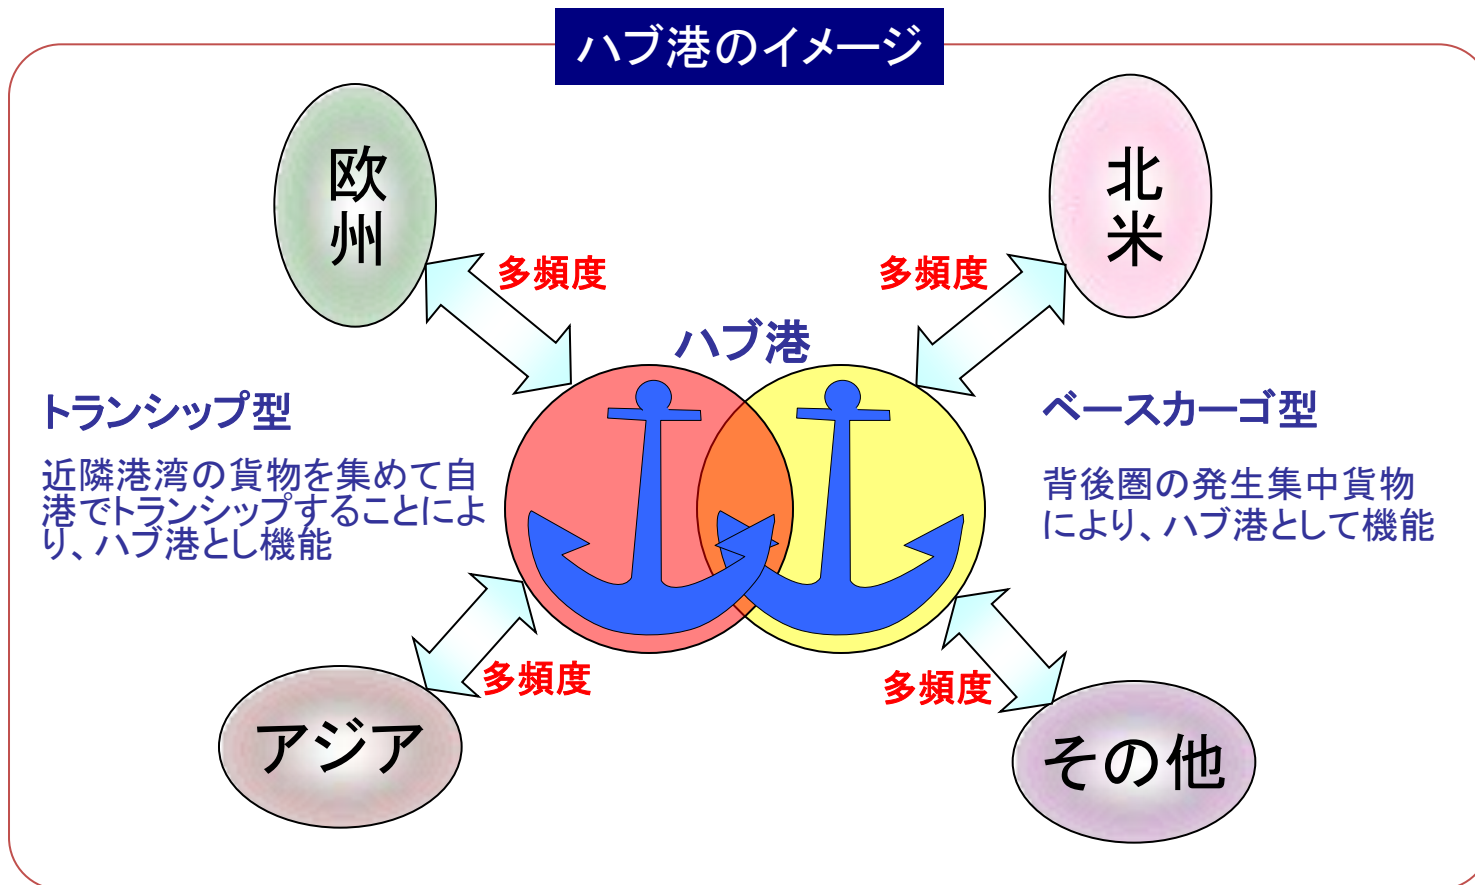 ハブ港のイメージ
欧
州
北
米
多頻度
多頻度
ハブ港
トランシップ型
近隣港湾の貨物を集めて自
港でトランシップすることによ
り、ハブ港とし機能
ベースカーゴ型
背後圏の発生集中貨物
により、ハブ港として機能
多頻度
多頻度
アジア
その他